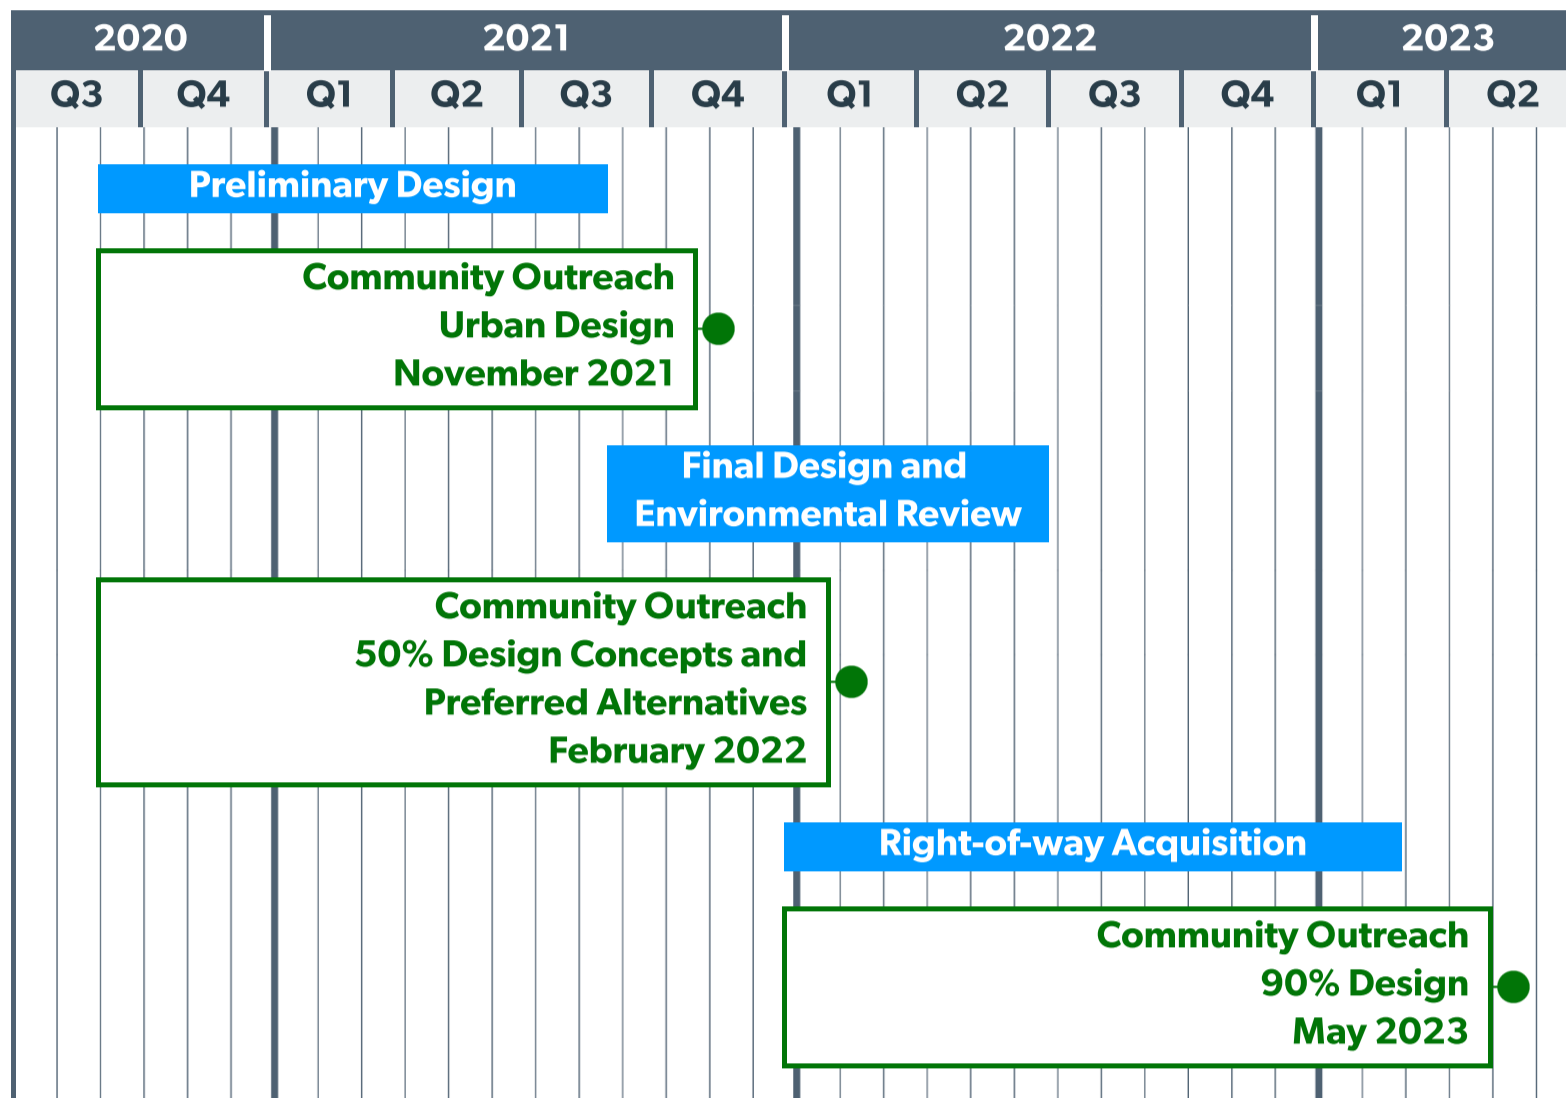 2020 2021 2022 2023
Q3 Q4 Q1 Q2 Q3 Q4 Q1 Q2 Q3 Q4 Q1 Q2
Preliminary Design
Community Outreach
Urban Design
November 2021
Final Design and
Environmental Review
Community Outreach
50% Design Concepts and
Preferred Alternatives
February 2022
Right-of-way Acquisition
Community Outreach
90% Design
May 2023